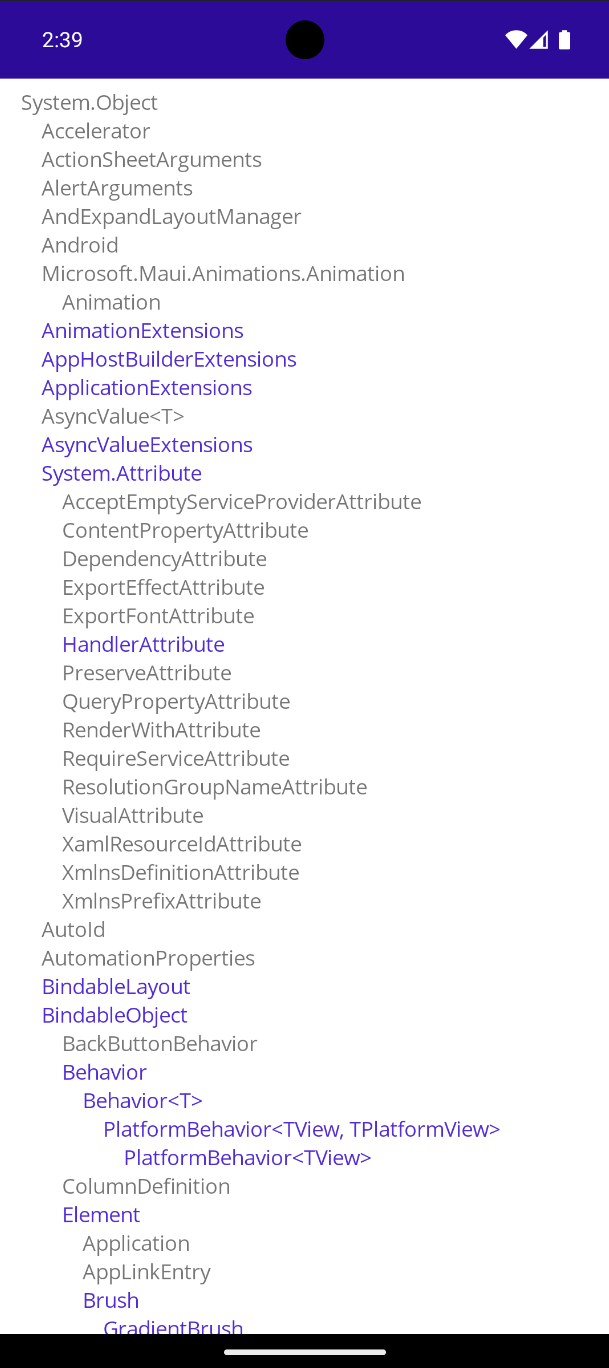 2:39
System.Object
Accelerator
ActionSheetArguments
AlertArguments
AndExpandLayoutManager
Android
Microsoft.Maui.Animations.Animation
Animation
AnimationExtensions
AppHostBuilderExtensions
ApplicationExtensions
AsyncValue<T>
AsyncValueExtensions
System.Attribute
AcceptEmptyServiceProviderAttribute
ContentPropertyAttribute
DependencyAttribute
ExportEffectAttribute
ExportFontAttribute
HandlerAttribute
PreserveAttribute
QueryPropertyAttribute
RenderWithAttribute
RequireServiceAttribute
ResolutionGroupNameAttribute
VisualAttribute
XamlResourceIdAttribute
XmlnsDefinitionAttribute
XmlnsPrefixAttribute
AutoId
AutomationProperties
BindableLayout
BindableObject
BackButtonBehavior
Behavior
Behavior<T>
PlatformBehavior<TView, TPlatformView>
PlatformBehavior<TView>
ColumnDefinition
Element
Application
AppLinkEntry
Brush
GradientBrush